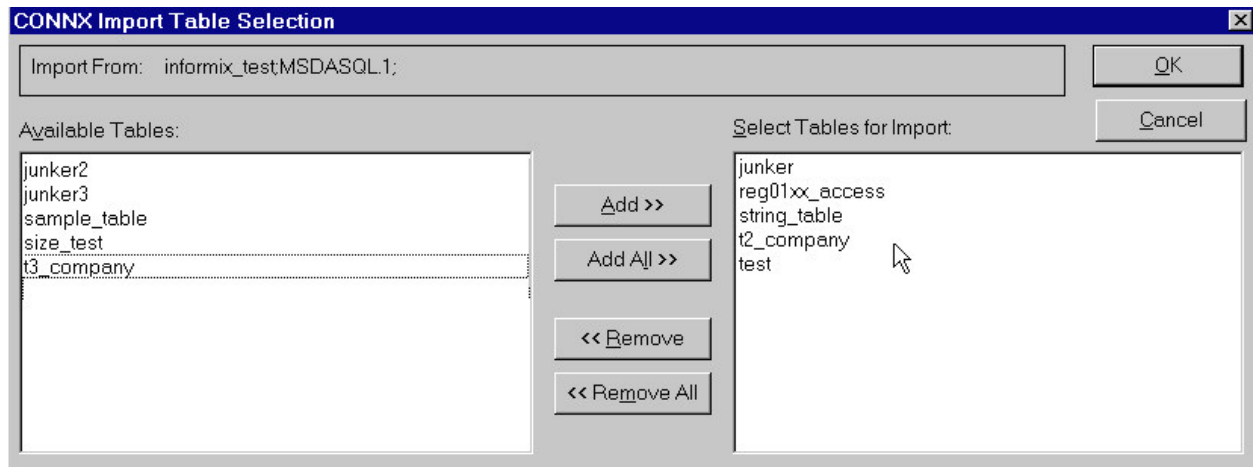 CONNX Import Table Selection
Import From: informix_test;MSDASQL.1;
OK
Cancel
Available Tables:
junker2
junker3
sample_table
size_test
t3_company
Add >>
Add All >>
<< Remove
<< Remove All
Select Tables for Import:
junker
reg01xx_access
string_table
t2_company
test